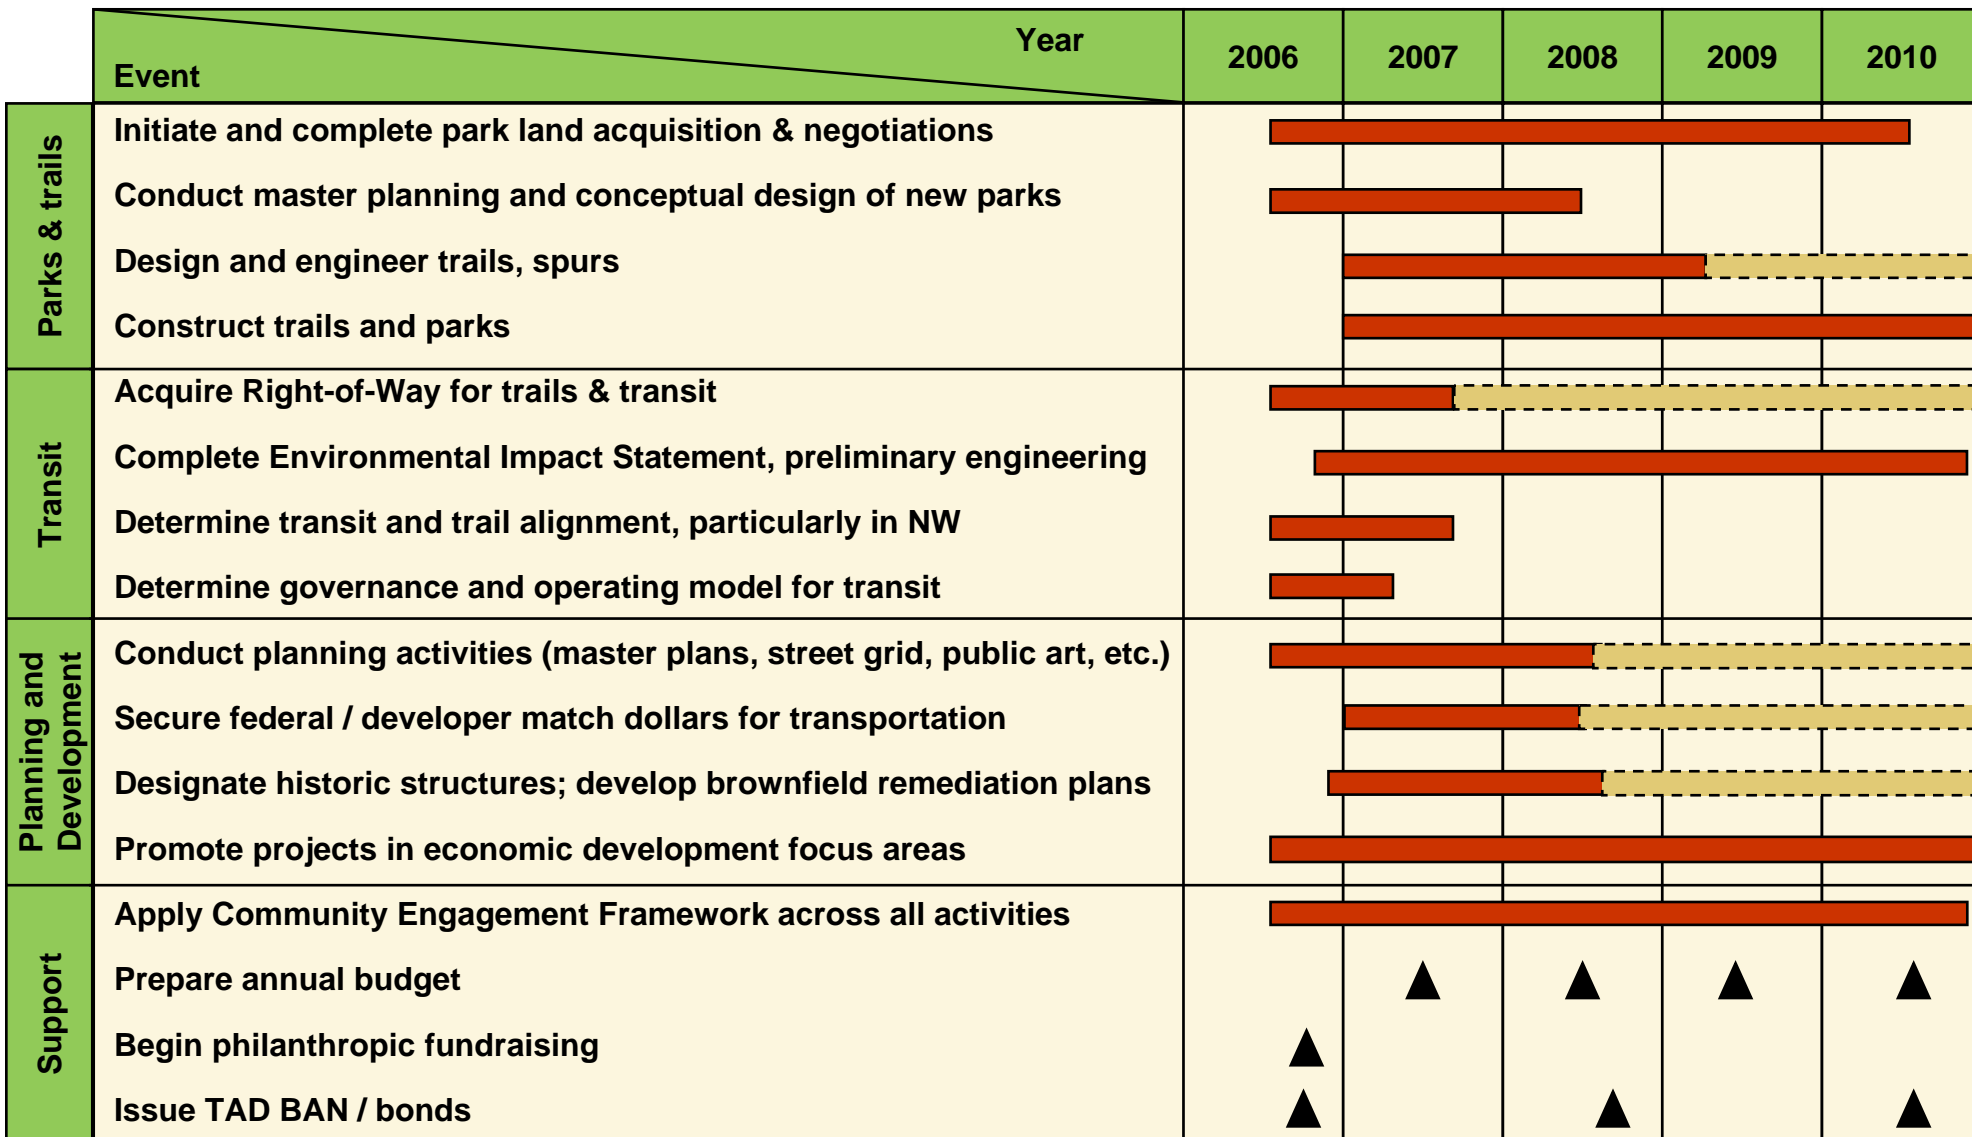 Year
Event
2006
2007
2008
2009
2010
Parks & trails
Initiate and complete park land acquisition & negotiations
Conduct master planning and conceptual design of new parks
Design and engineer trails, spurs
Construct trails and parks
Transit
Acquire Right-of-Way for trails & transit
Complete Environmental Impact Statement, preliminary engineering
Determine transit and trail alignment, particularly in NW
Determine governance and operating model for transit
Planning and
Development
Conduct planning activities (master plans, street grid, public art, etc.)
Secure federal / developer match dollars for transportation
Designate historic structures; develop brownfield remediation plans
Promote projects in economic development focus areas
Support
Apply Community Engagement Framework across all activities
Prepare annual budget
Begin philanthropic fundraising
Issue TAD BAN / bonds